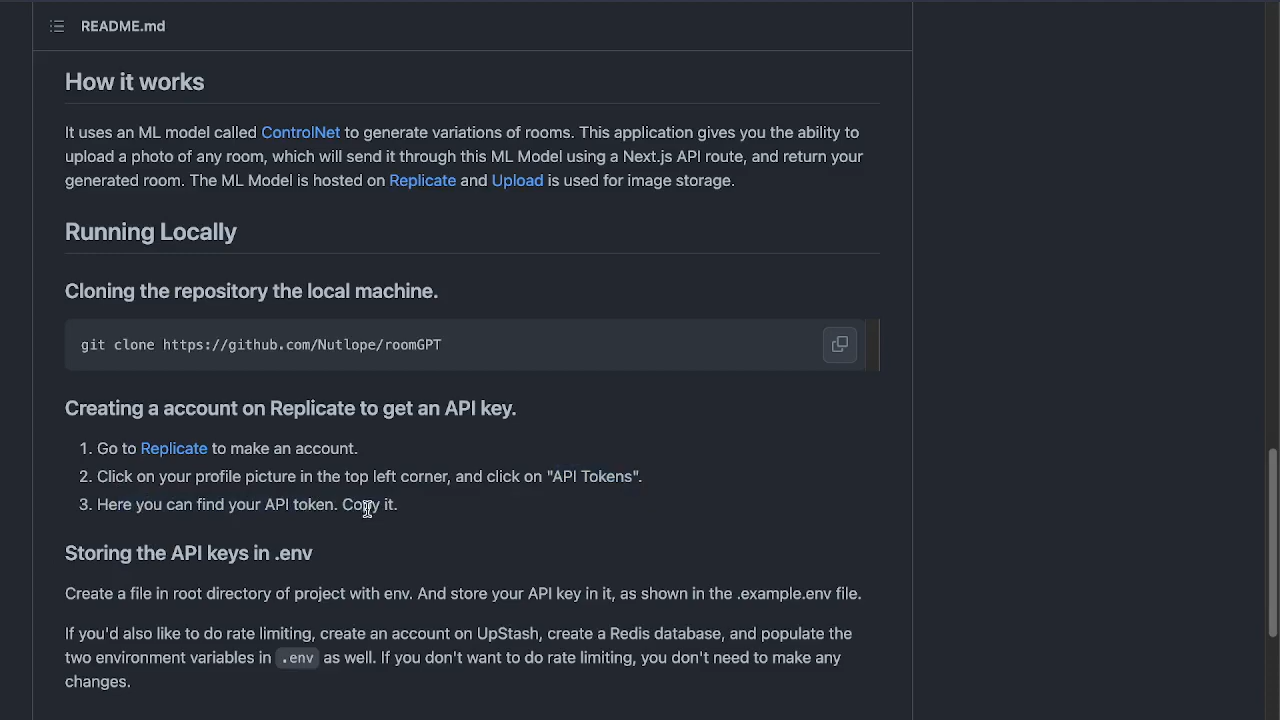 README.md
How it works
It uses an ML model called ControlNet to generate variations of rooms. This application gives you the ability to
upload a photo of any room, which will send it through this ML Model using a Next.js API route, and return your
generated room. The ML Model is hosted on Replicate and Upload is used for image storage.
Running Locally
Cloning the repository the local machine.
git clone https://github.com/Nutlope/roomGPT
Creating a account on Replicate to get an API key.
1. Go to Replicate to make an account.
2. Click on your profile picture in the top left corner, and click on "API Tokens".
3. Here you can find your API token. Copy it.
Storing the API keys in .env
Create a file in root directory of project with env. And store your API key in it, as shown in the .example.env file.
If you'd also like to do rate limiting, create an account on UpStash, create a Redis database, and populate the
two environment variables in .env as well. If you don't want to do rate limiting, you don't need to make any
changes.